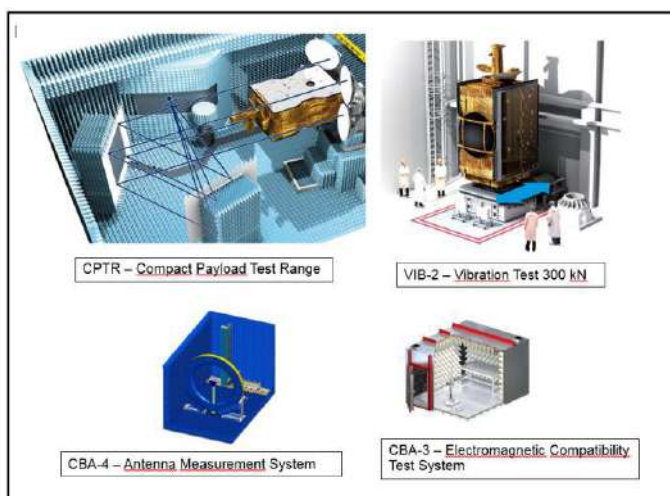 CPTR – Compact Payload Test Range
VIB-2 – Vibration Test 300 kN
CBA-4 – Antenna Measurement System
CBA-3 – Electromagnetic Compatibility
Test System